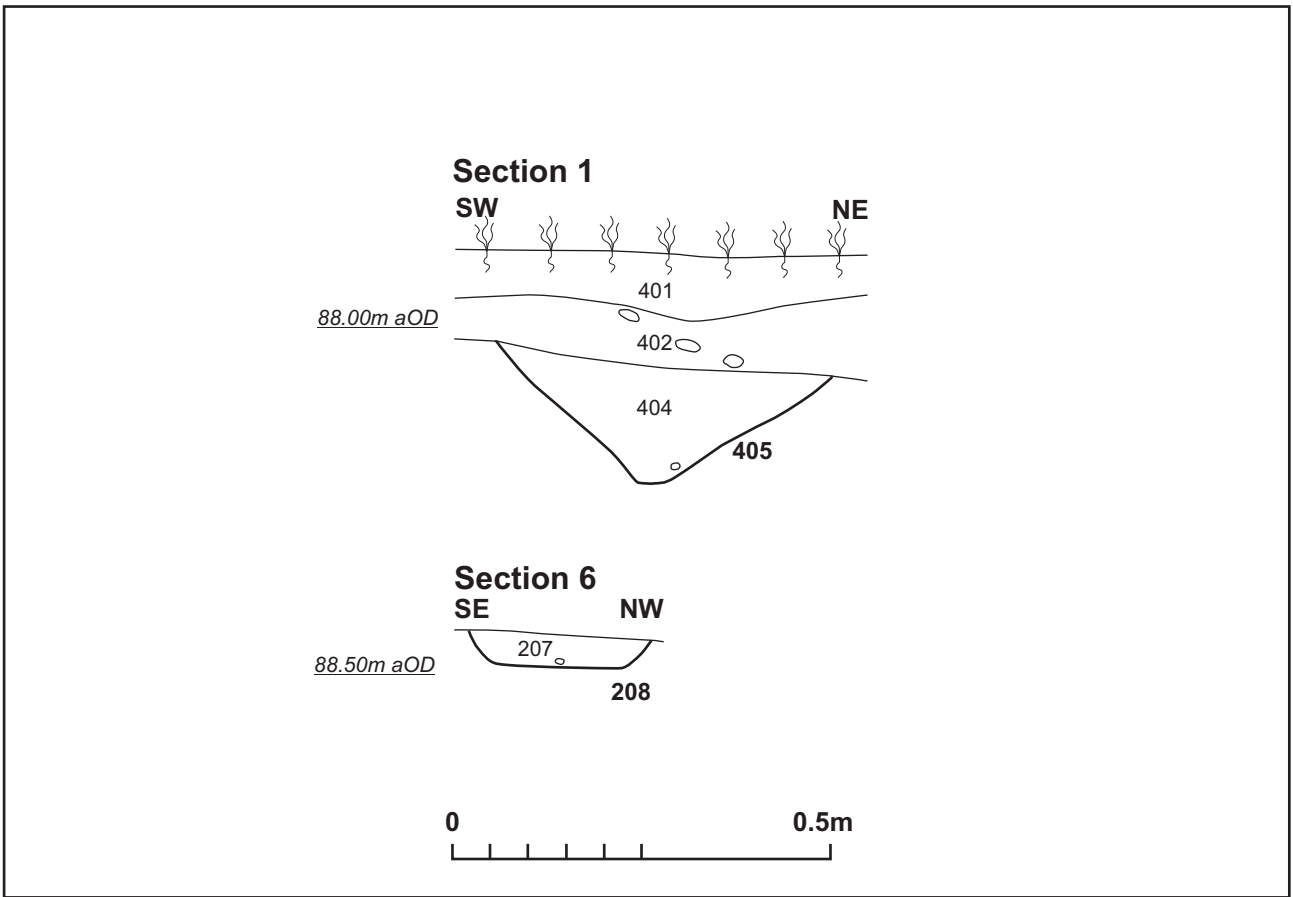 Section 1
SW NE
401
88.00m aOD
402
404
405
Section 6
SE NW
207
88.50m aOD
208
0 0.5m